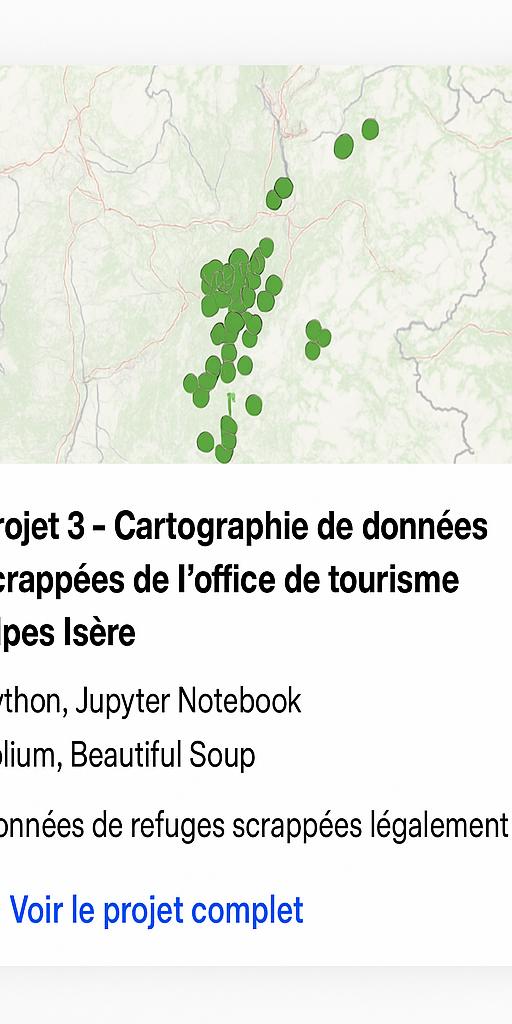 rojet 3 – Cartographie de données
crappées de l’office de tourisme
lpes Isère
ython, Jupyter Notebook
olium, Beautiful Soup
onnées de refuges scrappées légalement
Voir le projet complet